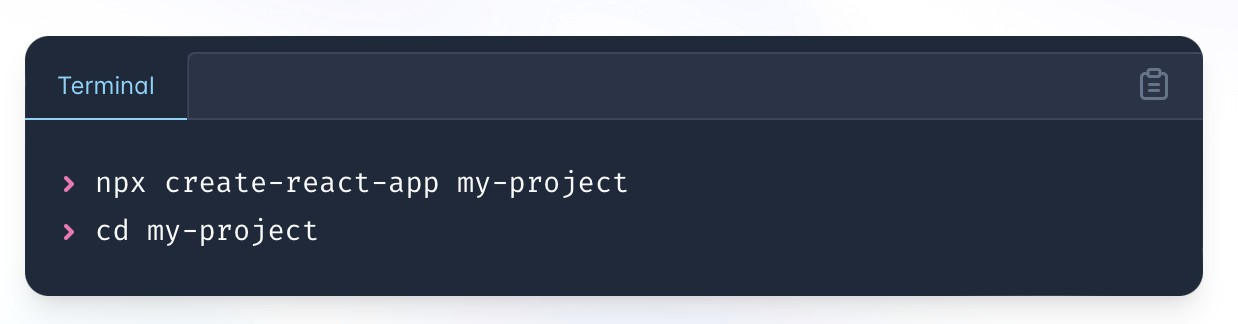 Terminal
npx create-react-app my-project
cd my-project